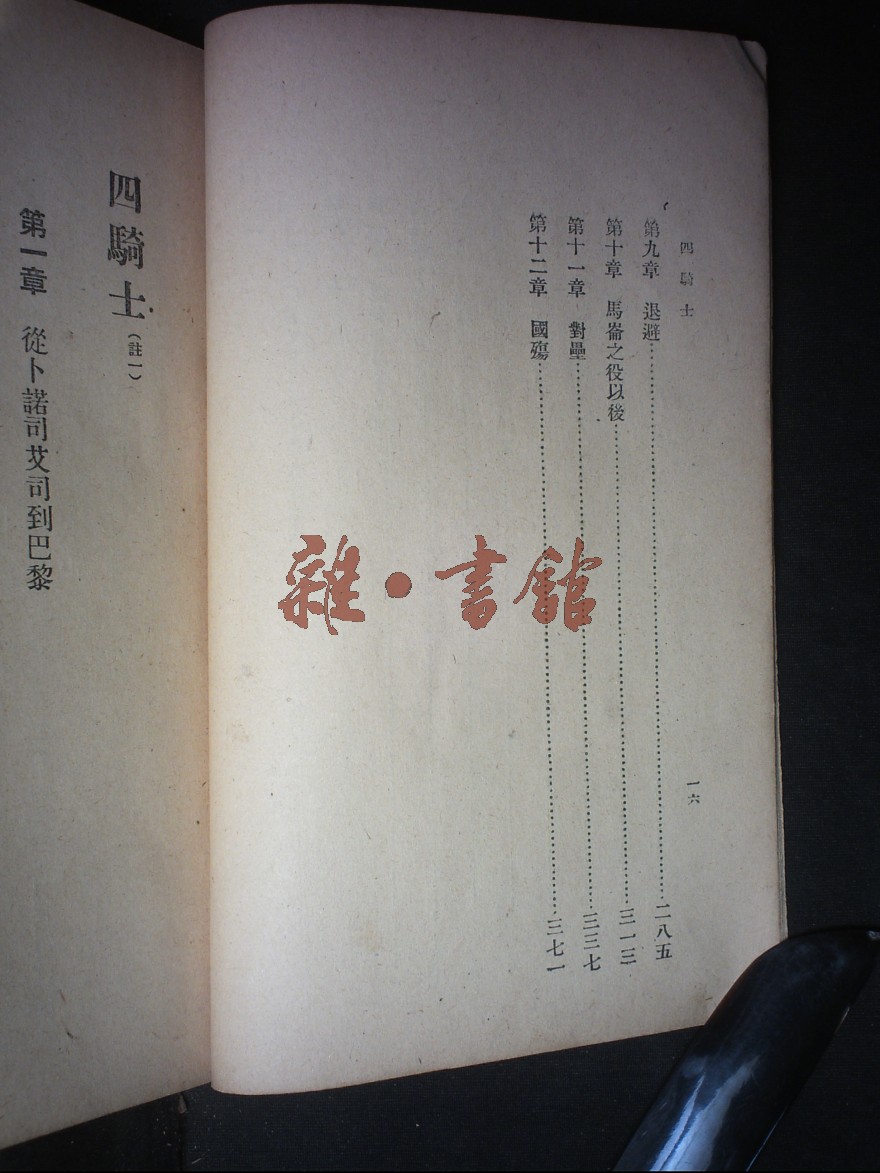 四騎士
一六
第九章 退避……二八五
第十章 馬崙之役以後……三一三
第十一章 對壘……三三七
第十二章 國殤……三七一
四騎士(註一)
第一章 從卜諾司艾司到巴黎
雜·書館